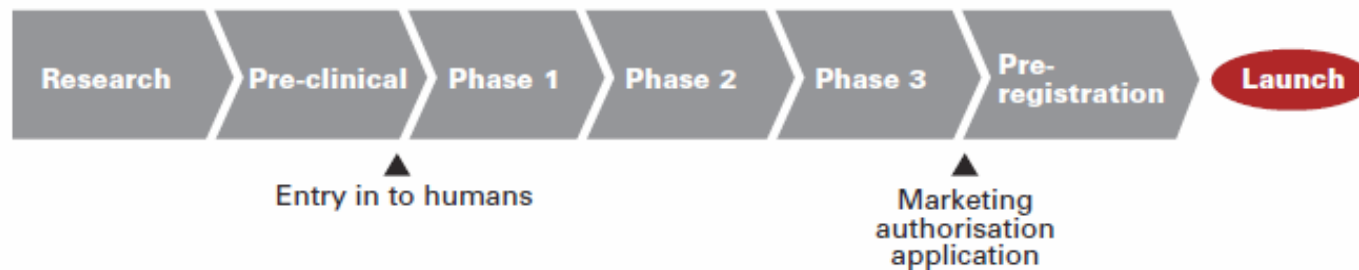 Research
Pre-clinical
Phase 1
Phase 2
Phase 3
Pre-
registration
Launch
Entry in to humans
Marketing
authorisation
application